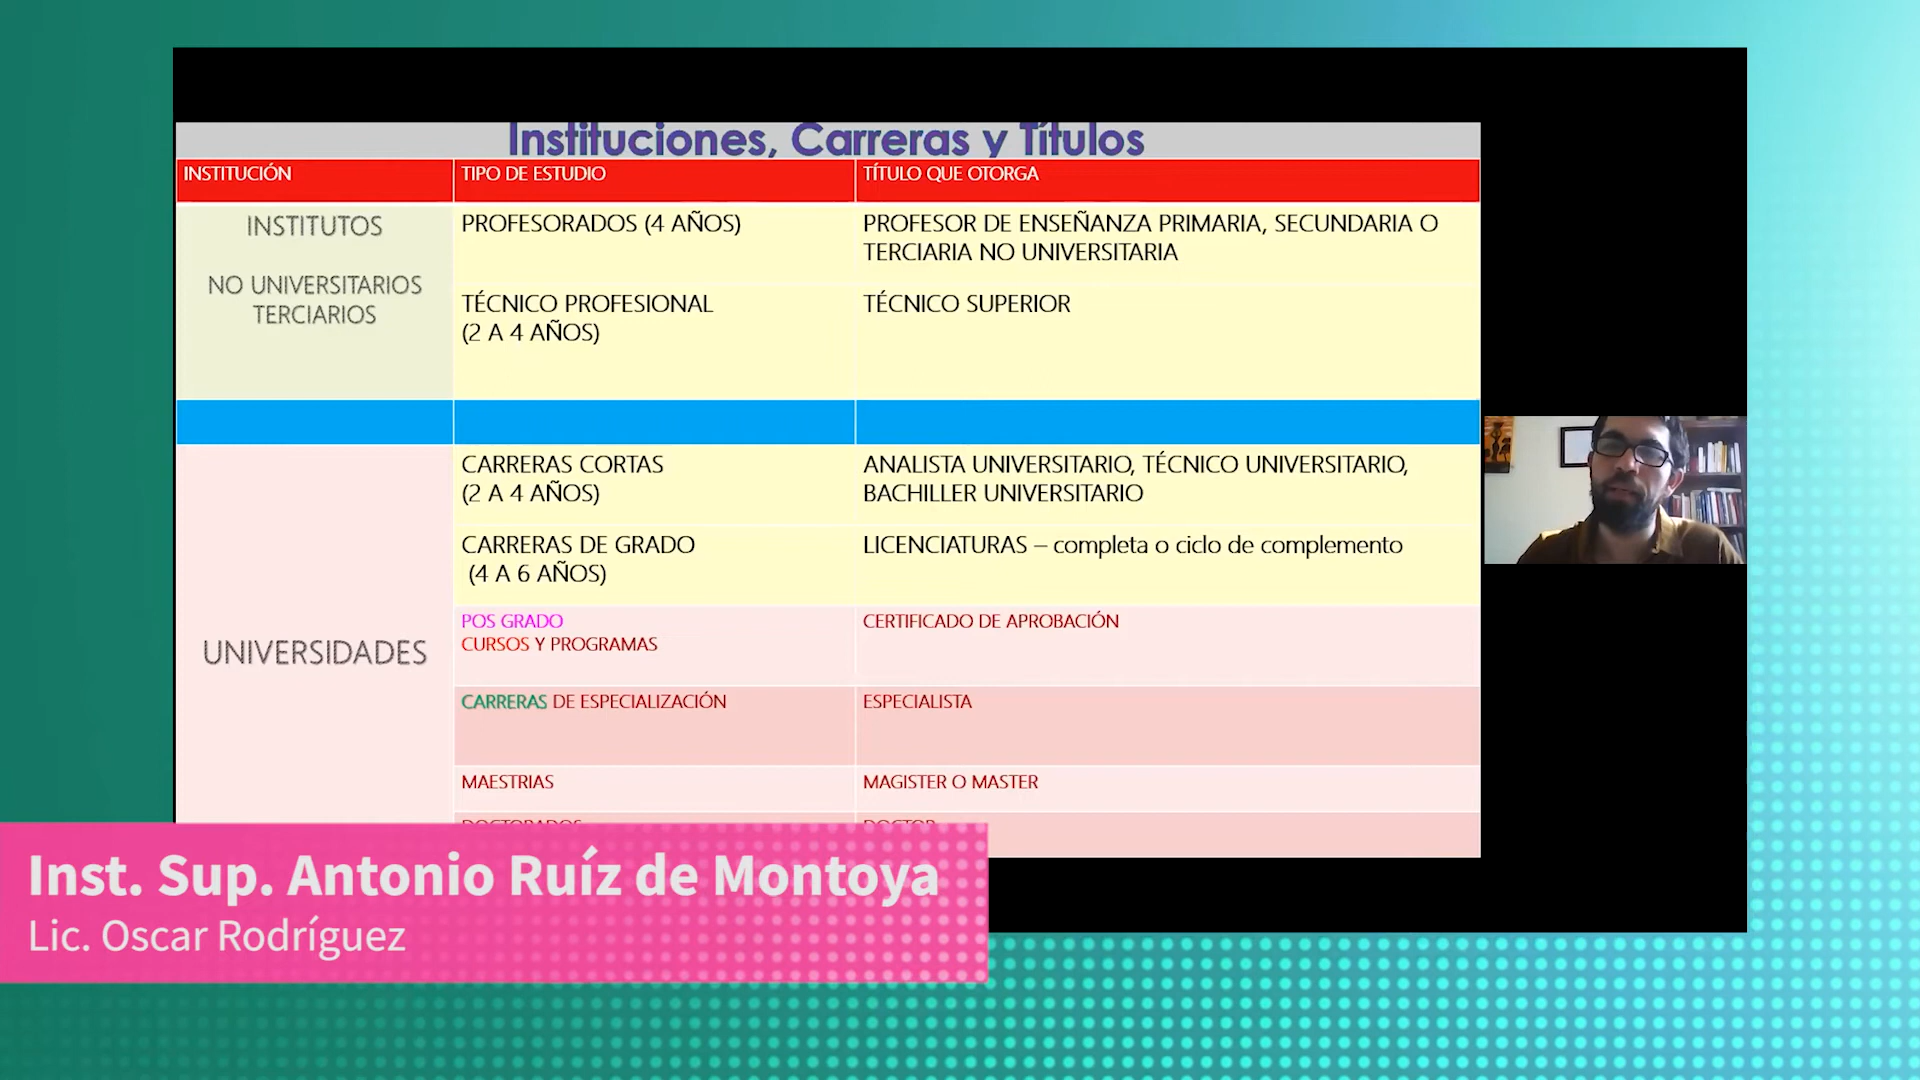 Instituciones, Carreras y Títulos
INSTITUCIÓN
TIPO DE ESTUDIO
TÍTULO QUE OTORGA
INSTITUTOS
NO UNIVERSITARIOS
TERCIARIOS
PROFESORADOS (4 AÑOS)
PROFESOR DE ENSEÑANZA PRIMARIA, SECUNDARIA O
TERCIARIA NO UNIVERSITARIA
TÉCNICO PROFESIONAL
(2 A 4 AÑOS)
TÉCNICO SUPERIOR
UNIVERSIDADES
CARRERAS CORTAS
(2 A 4 AÑOS)
ANALISTA UNIVERSITARIO, TÉCNICO UNIVERSITARIO,
BACHILLER UNIVERSITARIO
CARRERAS DE GRADO
(4 A 6 AÑOS)
LICENCIATURAS – completa o ciclo de complemento
POS GRADO
CURSOS Y PROGRAMAS
CERTIFICADO DE APROBACIÓN
CARRERAS DE ESPECIALIZACIÓN
ESPECIALISTA
MAESTRIAS
MAGISTER O MASTER
DOCTORADOS
DOCTOR
Inst. Sup. Antonio Ruíz de Montoya
Lic. Oscar Rodríguez